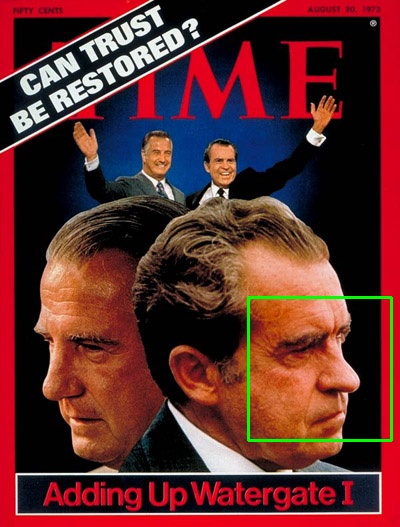 FIFTY CENTS
AUGUST 20, 1973
CAN TRUST
BE RESTORED?
TIME
®
Adding Up Watergate I